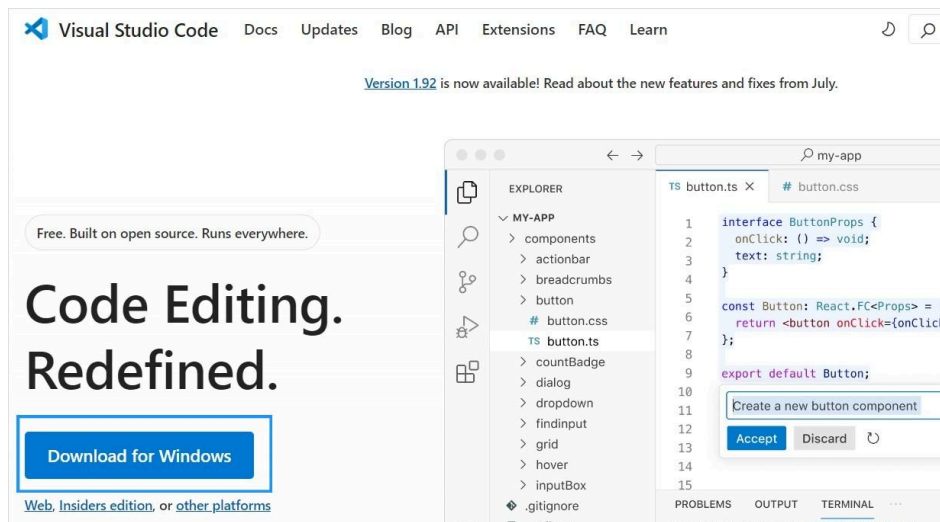 Visual Studio Code Docs Updates Blog API Extensions FAQ Learn
Version 1.92 is now available! Read about the new features and fixes from July.
Free. Built on open source. Runs everywhere.
Code Editing.
Redefined.
Download for Windows
Web, Insiders edition, or other platforms
my-app
EXPLORER
MY-APP
components
actionbar
breadcrumbs
button
# button.css
TS button.ts
countBadge
dialog
dropdown
findinput
grid
hover
inputBox
.gitignore
TS button.ts # button.css
1 interface ButtonProps {
2 onClick: () => void;
3 text: string;
4 }
5
6 const Button: React.FC<Props> =
7 return <button onClick={onClic
8 };
9 export default Button;
10
11
12
13
14
15
Create a new button component
Accept Discard
PROBLEMS OUTPUT TERMINAL